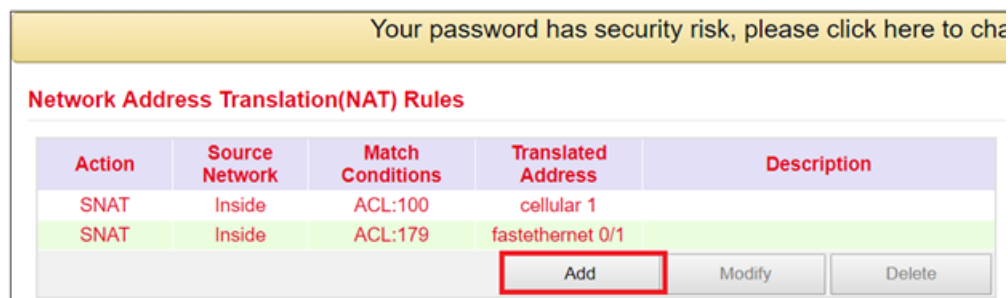 Your password has security risk, please click here to cha
Network Address Translation(NAT) Rules
Action Source Network Match Conditions Translated Address Description
SNAT Inside ACL:100 cellular 1
SNAT Inside ACL:179 fastethernet 0/1
Add Modify Delete